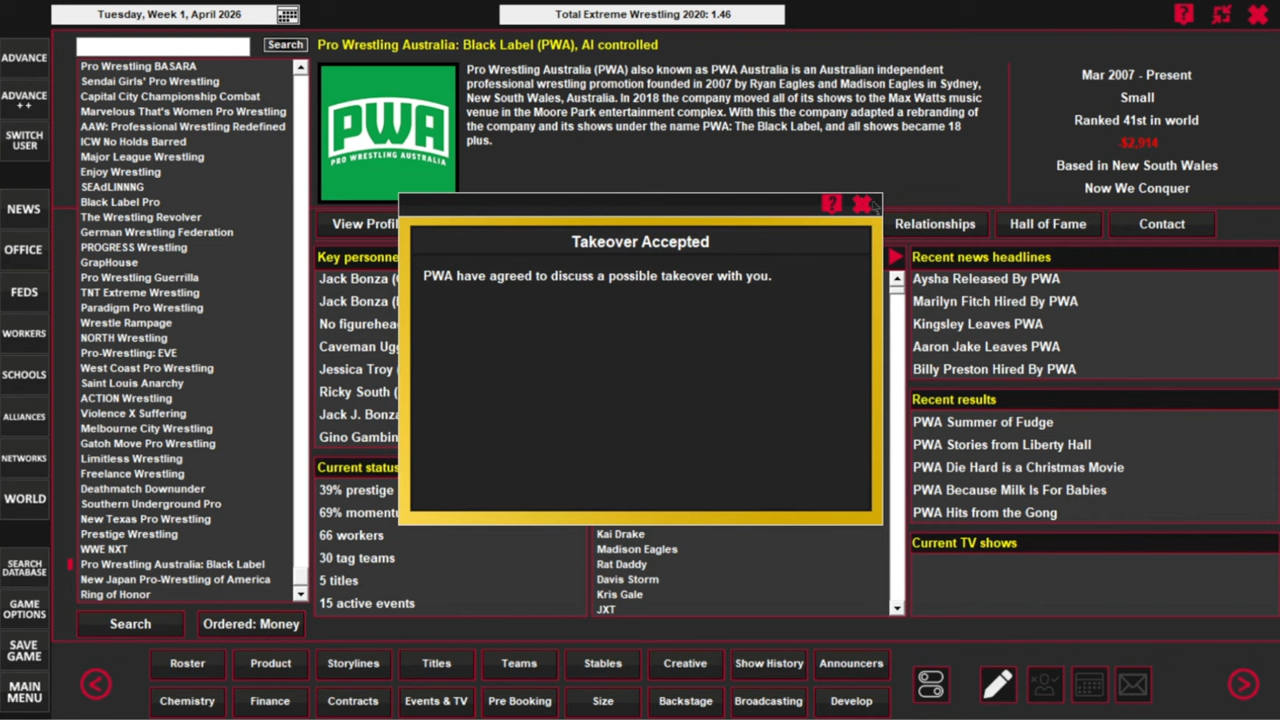 Tuesday, Week 1, April 2026
Total Extreme Wrestling 2020: 1.46
ADVANCE
ADVANCE
+ +
SWITCH
USER
NEWS
OFFICE
FEDS
WORKERS
SCHOOLS
ALLIANCES
NETWORKS
WORLD
SEARCH
DATABASE
GAME
OPTIONS
SAVE
GAME
MAIN
MENU
Search
Pro Wrestling BASARA
Sendai Girls' Pro Wrestling
Capital City Championship Combat
Marvelous That's Women Pro Wrestling
AAW: Professional Wrestling Redefined
ICW No Holds Barred
Major League Wrestling
Enjoy Wrestling
SEAdLINNNG
Black Label Pro
The Wrestling Revolver
German Wrestling Federation
PROGRESS Wrestling
GrapHouse
Pro Wrestling Guerrilla
TNT Extreme Wrestling
Paradigm Pro Wrestling
Wrestle Rampage
NORTH Wrestling
Pro-Wrestling: EVE
West Coast Pro Wrestling
Saint Louis Anarchy
ACTION Wrestling
Violence X Suffering
Melbourne City Wrestling
Gatoh Move Pro Wrestling
Limitless Wrestling
Freelance Wrestling
Deathmatch Downunder
Southern Underground Pro
New Texas Pro Wrestling
Prestige Wrestling
WWE NXT
Pro Wrestling Australia: Black Label
New Japan Pro-Wrestling of America
Ring of Honor
Search
Ordered: Money
Pro Wrestling Australia: Black Label (PWA), AI controlled
PWA
PRO WRESTLING AUSTRALIA
Pro Wrestling Australia (PWA) also known as PWA Australia is an Australian independent
professional wrestling promotion founded in 2007 by Ryan Eagles and Madison Eagles in Sydney,
New South Wales, Australia. In 2018 the company moved all of its shows to the Max Watts music
venue in the Moore Park entertainment complex. With this the company adapted a rebranding of
the company and its shows under the name PWA: The Black Label, and all shows became 18
plus.
Mar 2007 - Present
Small
Ranked 41st in world
-$2,914
Based in New South Wales
Now We Conquer
View Profil
Relationships
Hall of Fame
Contact
Takeover Accepted
PWA have agreed to discuss a possible takeover with you.
Key personne
Jack Bonza (
Jack Bonza (
No figurehea
Caveman Ugg
Jessica Troy (
Ricky South (
Jack J. Bonza
Gino Gambin
Current status
39% prestige
69% moment
66 workers
30 tag teams
5 titles
15 active events
Kai Drake
Madison Eagles
Rat Daddy
Davis Storm
Kris Gale
JXT
Recent news headlines
Aysha Released By PWA
Marilyn Fitch Hired By PWA
Kingsley Leaves PWA
Aaron Jake Leaves PWA
Billy Preston Hired By PWA
Recent results
PWA Summer of Fudge
PWA Stories from Liberty Hall
PWA Die Hard is a Christmas Movie
PWA Because Milk Is For Babies
PWA Hits from the Gong
Current TV shows
Roster
Product
Storylines
Titles
Teams
Stables
Creative
Show History
Announcers
Chemistry
Finance
Contracts
Events & TV
Pre Booking
Size
Backstage
Broadcasting
Develop